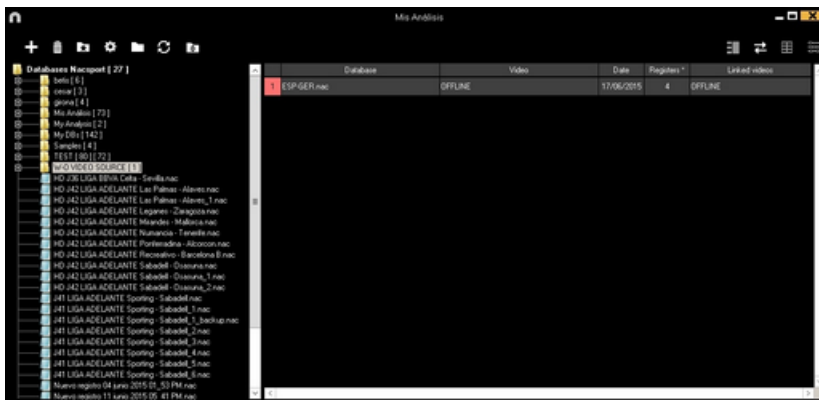 Mis Análisis
Databases Nacsport [ 27 ]
beto [ 6 ]
cesar [ 3 ]
girona [ 4 ]
Mis Análisis [ 73 ]
My Analysis [ 2 ]
My DBs [ 142 ]
Samples [ 4 ]
TEST [ 80 ] [ 72 ]
W-O VIDEO SOURCE [ 1 ]
HD J36 LIGA BBVA Celta - Sevilla.nac
HD J42 LIGA ADELANTE Las Palmas - Alaves.nac
HD J42 LIGA ADELANTE Las Palmas - Alaves_1.nac
HD J42 LIGA ADELANTE Leganes - Zaragoza.nac
HD J42 LIGA ADELANTE Mirandes - Mallorca.nac
HD J42 LIGA ADELANTE Numancia - Tenerife.nac
HD J42 LIGA ADELANTE Ponferradina - Alcorcon.nac
HD J42 LIGA ADELANTE Recreativo - Barcelona B.nac
HD J42 LIGA ADELANTE Sabadell - Osasuna.nac
HD J42 LIGA ADELANTE Sabadell - Osasuna_1.nac
HD J42 LIGA ADELANTE Sabadell - Osasuna_2.nac
J41 LIGA ADELANTE Sporting - Sabadell.nac
J41 LIGA ADELANTE Sporting - Sabadell_1.nac
J41 LIGA ADELANTE Sporting - Sabadell_1_backup.nac
J41 LIGA ADELANTE Sporting - Sabadell_2.nac
J41 LIGA ADELANTE Sporting - Sabadell_3.nac
J41 LIGA ADELANTE Sporting - Sabadell_4.nac
J41 LIGA ADELANTE Sporting - Sabadell_5.nac
J41 LIGA ADELANTE Sporting - Sabadell_6.nac
Nuevo registro 04 junio 2015 01_53 PM.nac
Nuevo registro 11 junio 2015 05_41 PM.nac
Database Video Date Registers * Linked videos
1 ESP-GER.nac OFFLINE 17/06/2015 4 OFFLINE